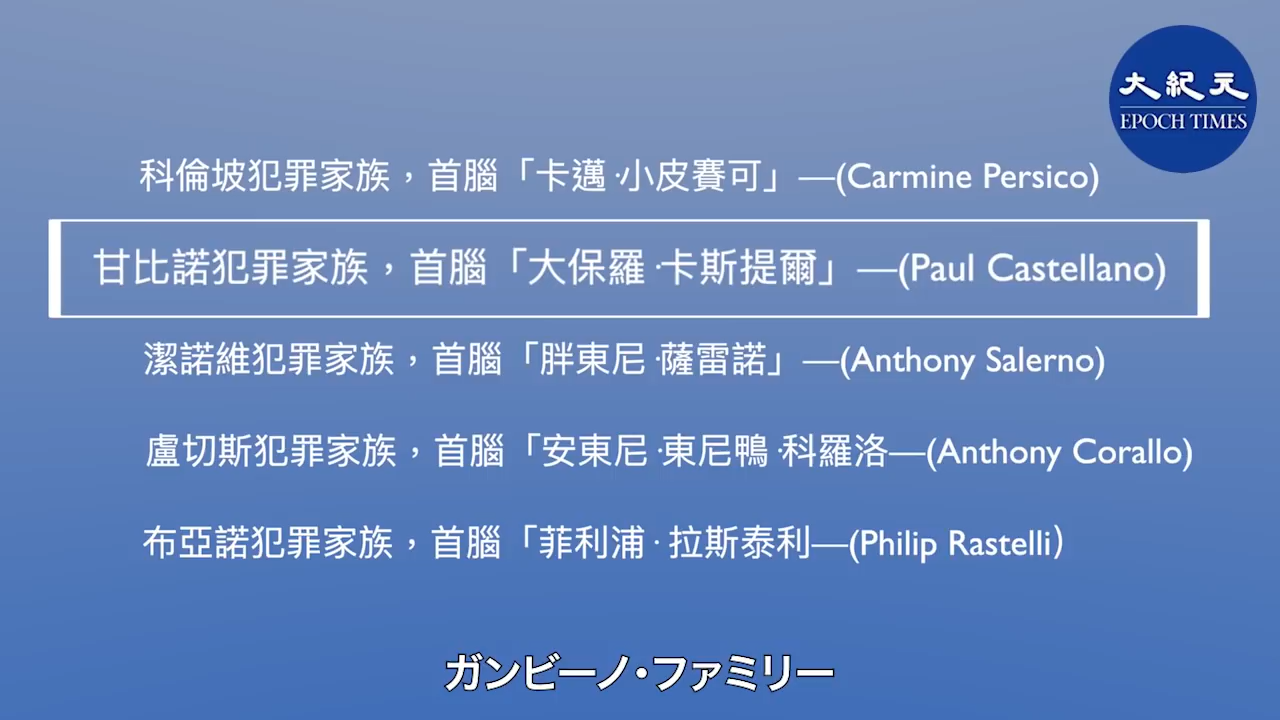 大紀元
EPOCH TIMES
科倫坡犯罪家族，首腦「卡邁·小皮賽可」—(Carmine Persico)
甘比諾犯罪家族，首腦「大保羅·卡斯提爾」—(Paul Castellano)
潔諾維犯罪家族，首腦「胖東尼·薩雷諾」—(Anthony Salerno)
盧切斯犯罪家族，首腦「安東尼·東尼鴨·科羅洛—(Anthony Corallo)
布亞諾犯罪家族，首腦「菲利浦·拉斯泰利—(Philip Rastelli）
ガンビーノ・ファミリー